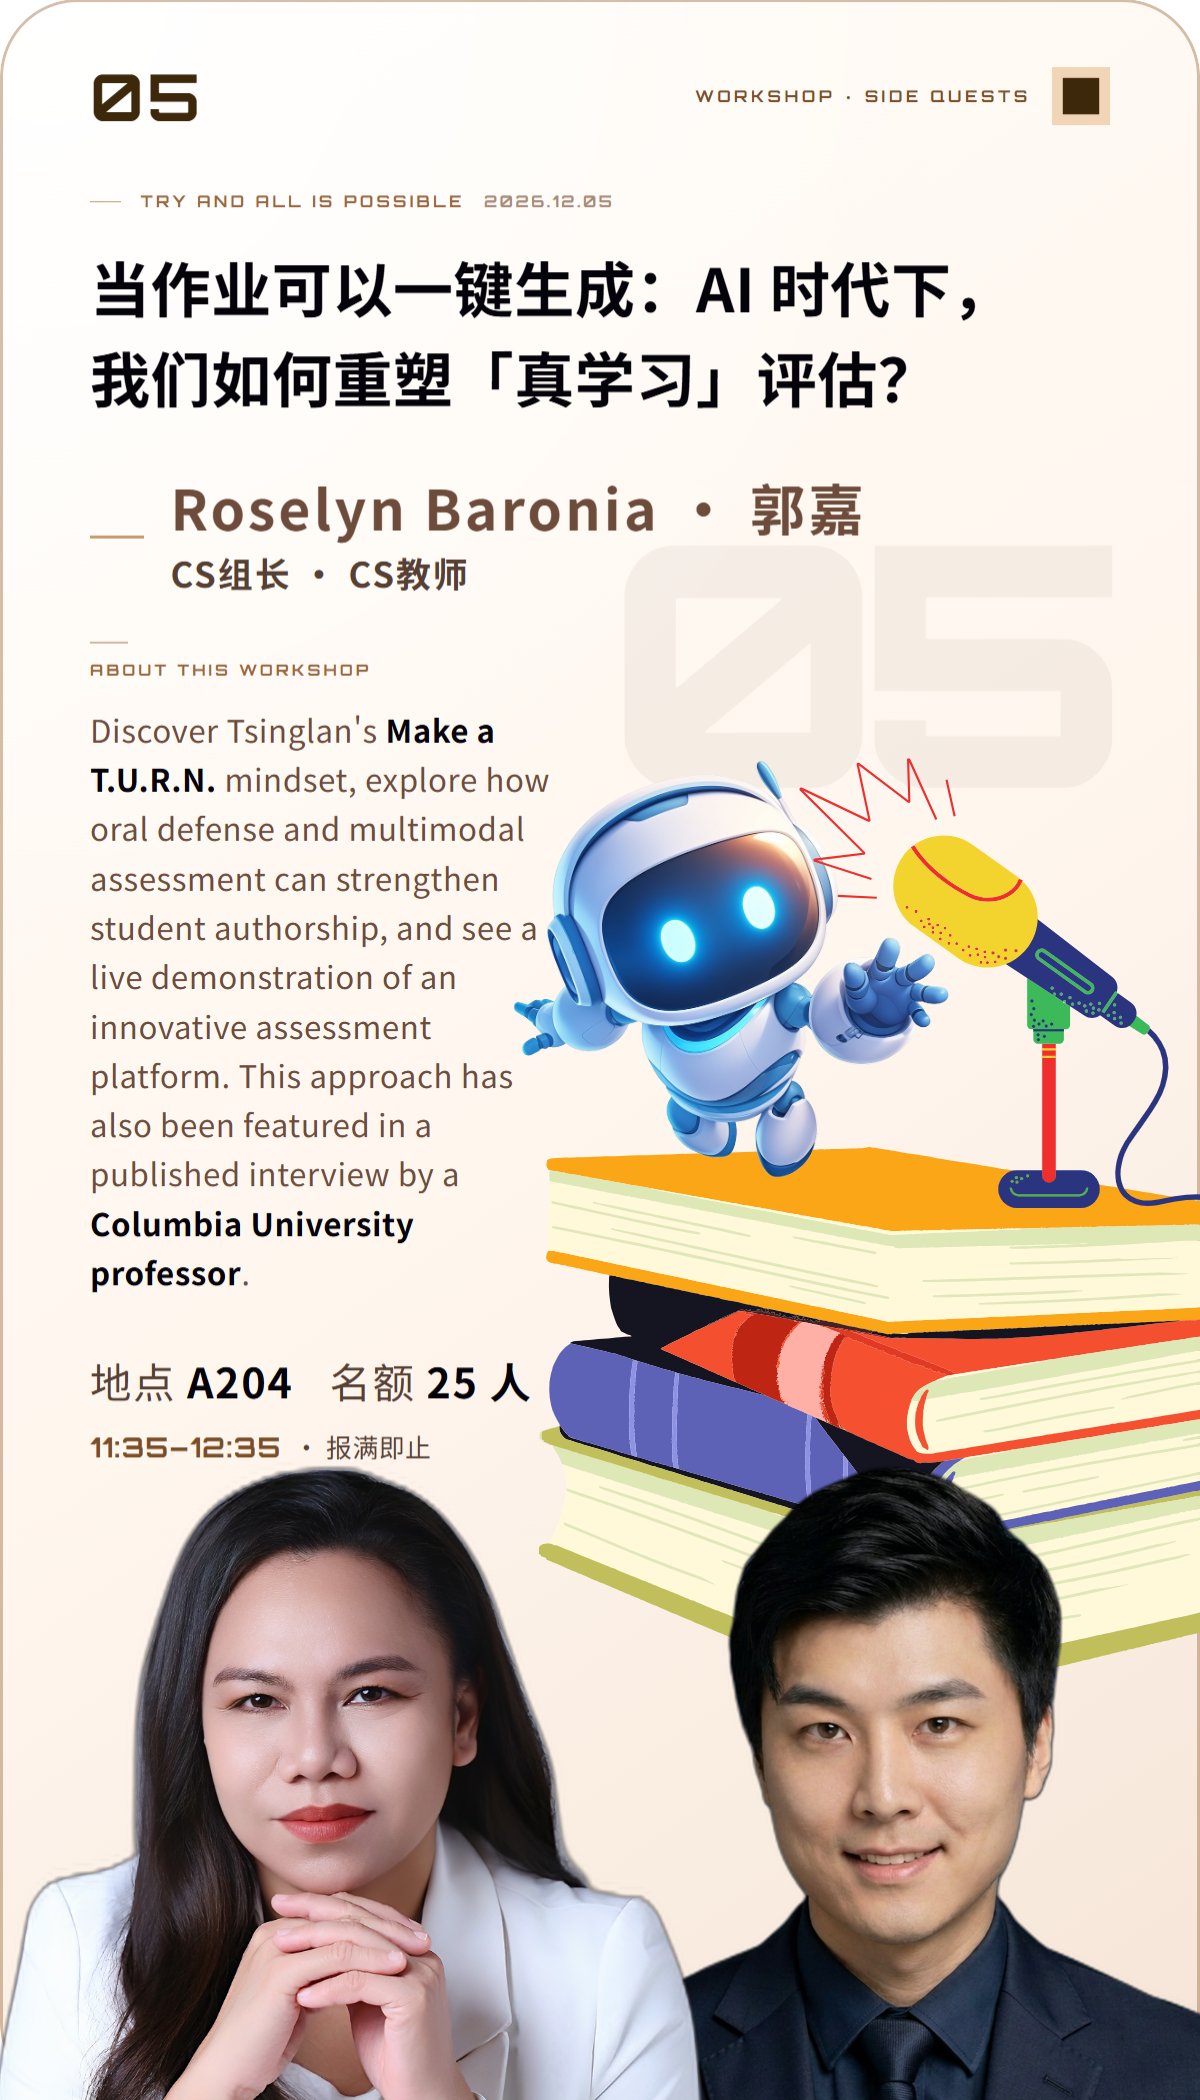 05
WORKSHOP · SIDE QUESTS
TRY AND ALL IS POSSIBLE 2026.12.05
当作业可以一键生成：AI 时代下，
我们如何重塑「真学习」评估？
Roselyn Baronia · 郭嘉
CS组长 · CS教师
05
ABOUT THIS WORKSHOP
Discover Tsinglan's Make a
T.U.R.N. mindset, explore how
oral defense and multimodal
assessment can strengthen
student authorship, and see a
live demonstration of an
innovative assessment
platform. This approach has
also been featured in a
published interview by a
Columbia University
professor.
地点 A204 名额 25 人
11:35–12:35 · 报满即止